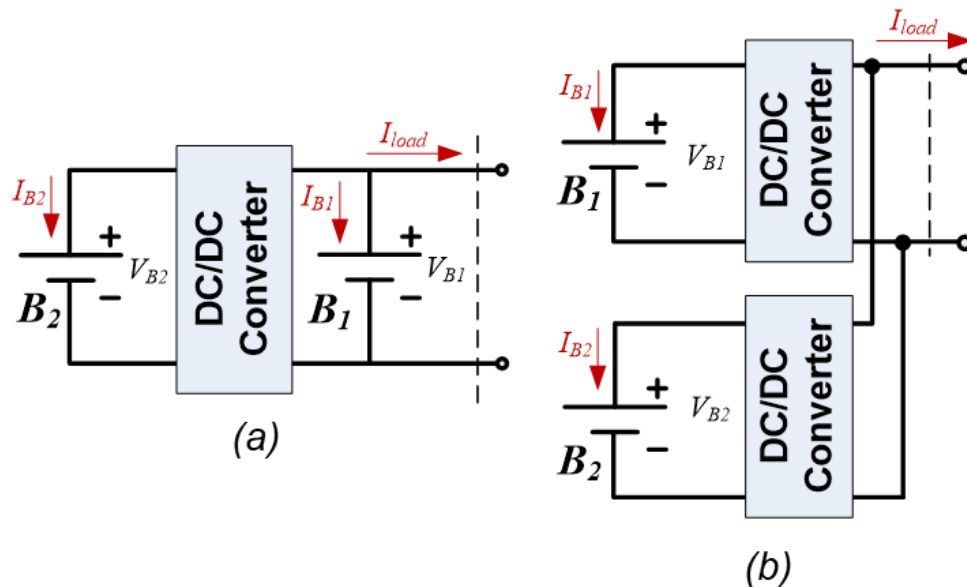 I_B2
B_2
+
−
V_B2
DC/DC
Converter
I_load
I_B1
B_1
+
−
V_B1
(a)
I_load
I_B1
B_1
+
−
V_B1
DC/DC
Converter
I_B2
B_2
+
−
V_B2
DC/DC
Converter
(b)